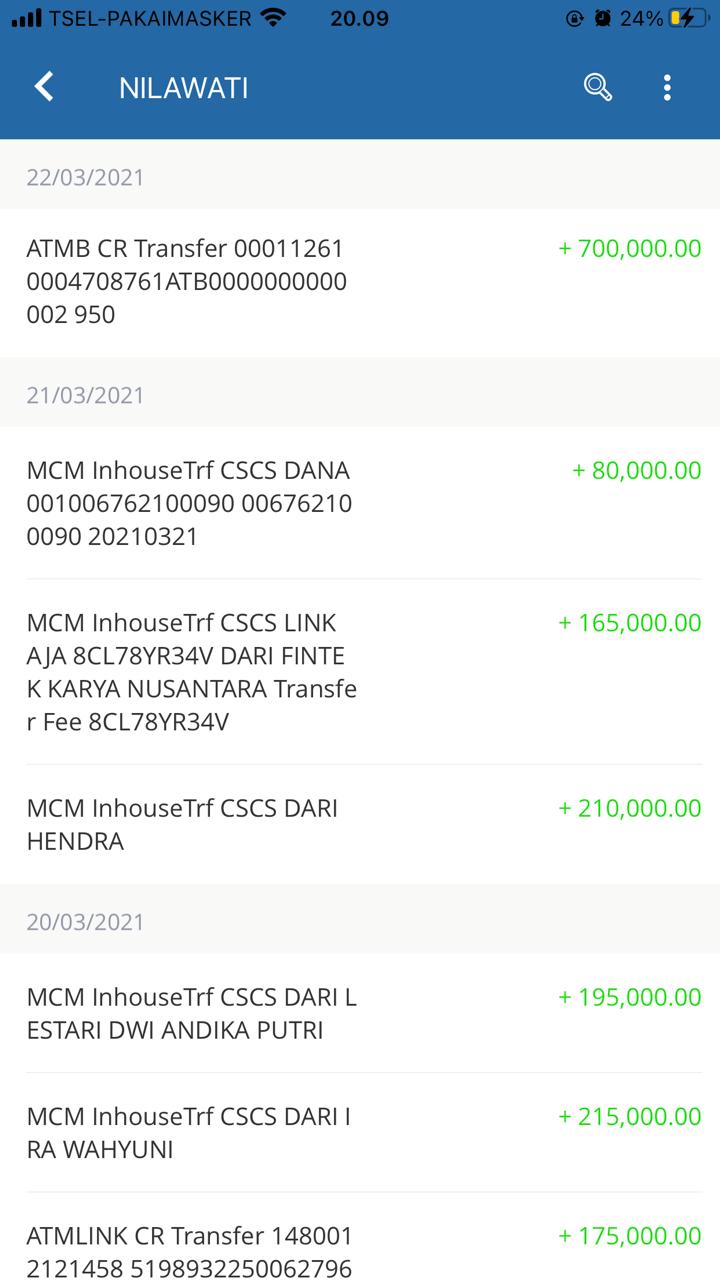 TSEL-PAKAIMASKER 20.09 24%
NILAWATI
22/03/2021
ATMB CR Transfer 00011261 + 700,000.00
0004708761ATB0000000000
002 950
21/03/2021
MCM InhouseTrf CSCS DANA + 80,000.00
001006762100090 00676210
0090 20210321
MCM InhouseTrf CSCS LINK + 165,000.00
AJA 8CL78YR34V DARI FINTE
K KARYA NUSANTARA Transfe
r Fee 8CL78YR34V
MCM InhouseTrf CSCS DARI + 210,000.00
HENDRA
20/03/2021
MCM InhouseTrf CSCS DARI L + 195,000.00
ESTARI DWI ANDIKA PUTRI
MCM InhouseTrf CSCS DARI I + 215,000.00
RA WAHYUNI
ATMLINK CR Transfer 148001 + 175,000.00
2121458 5198932250062796